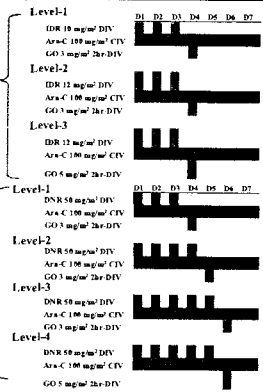 Level-1
D1 D2 D3 D4 D5 D6 D7
IDR 10 mg/m² DIV
Ara-C 100 mg/m² CIV
GO 3 mg/m² 2hr-DIV
Level-2
IDR 12 mg/m² DIV
Ara-C 100 mg/m² CIV
GO 3 mg/m² 2hr-DIV
Level-3
IDR 12 mg/m² DIV
Ara-C 100 mg/m² CIV
GO 5 mg/m² 2hr-DIV
Level-1
D1 D2 D3 D4 D5 D6 D7
DNR 50 mg/m² DIV
Ara-C 100 mg/m² CIV
GO 3 mg/m² 2hr-DIV
Level-2
DNR 50 mg/m² DIV
Ara-C 100 mg/m² CIV
GO 3 mg/m² 2hr-DIV
Level-3
DNR 50 mg/m² DIV
Ara-C 100 mg/m² CIV
GO 3 mg/m² 2hr-DIV
Level-4
DNR 50 mg/m² DIV
Ara-C 100 mg/m² CIV
GO 5 mg/m² 2hr-DIV